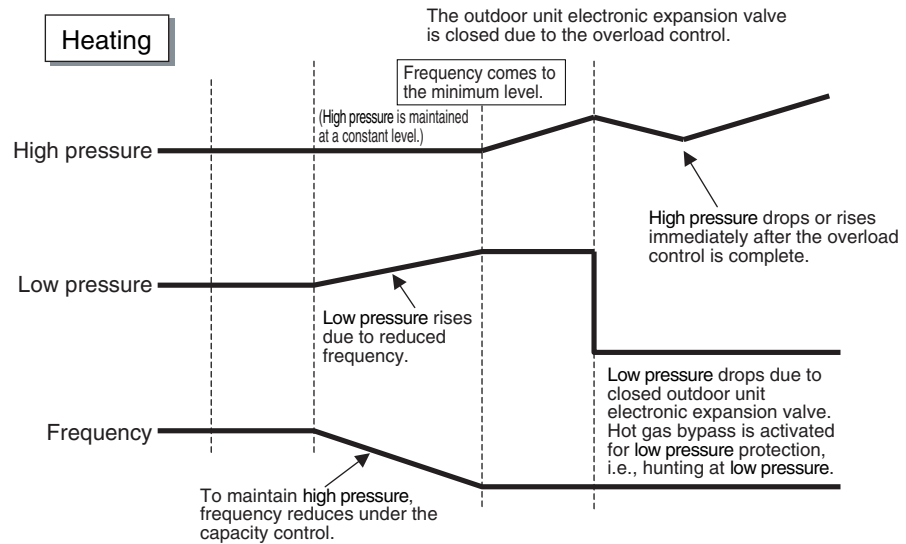 Heating
The outdoor unit electronic expansion valve
is closed due to the overload control.
Frequency comes to
the minimum level.
(High pressure is maintained
at a constant level.)
High pressure
High pressure drops or rises
immediately after the overload
control is complete.
Low pressure
Low pressure rises
due to reduced
frequency.
Low pressure drops due to
closed outdoor unit
electronic expansion valve.
Hot gas bypass is activated
for low pressure protection,
i.e., hunting at low pressure.
Frequency
To maintain high pressure,
frequency reduces under the
capacity control.